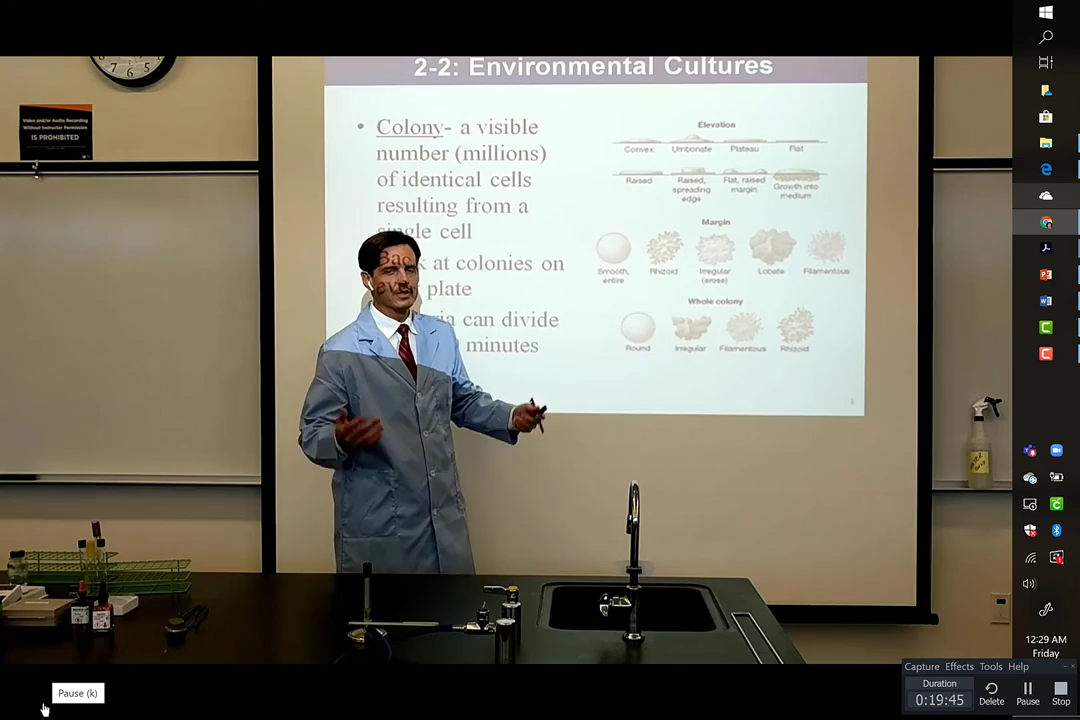 2-2: Environmental Cultures
Video and/or Audio Recording
Without Instructor Permission
IS PROHIBITED
7 6 5
• Colony- a visible
number (millions)
of identical cells
resulting from a
single cell
at colonies on
plate
can divide
minutes
Elevation
Convex Umbonate Plateau Flat
Raised Raised, spreading edge Flat, raised margin Growth into medium
Margin
Smooth, entire Rhizoid Irregular (erose) Lobate Filamentous
Whole colony
Round Irregular Filamentous Rhizoid
12:29 AM
Friday
Capture Effects Tools Help
Duration
0:19:45
Delete Pause Stop
Pause (k)